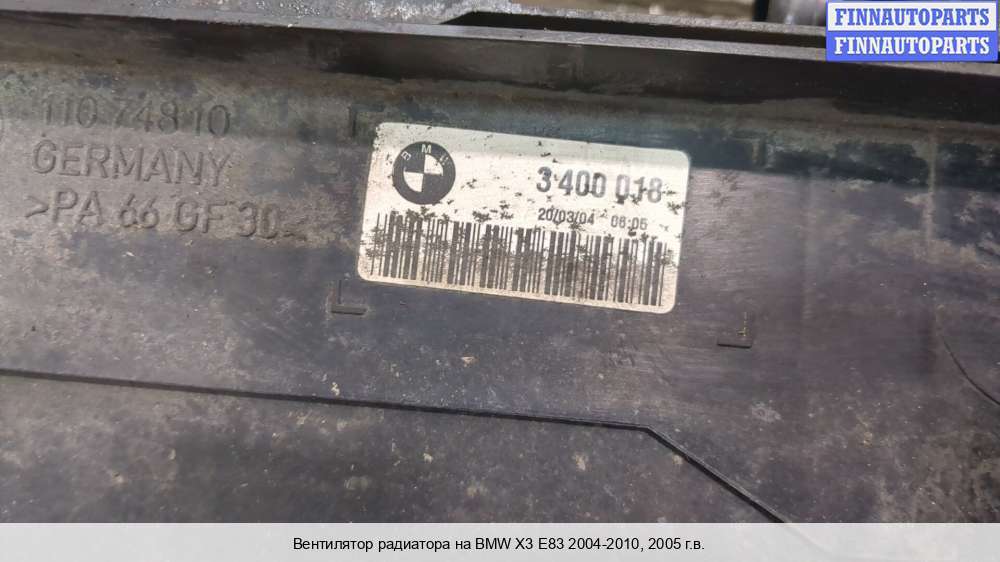 FINNAUTOPARTS
FINNAUTOPARTS
110 748 10
GERMANY
>PA 66 GF 30<
BMW
3 400 018
20/03/04 06:05
Вентилятор радиатора на BMW X3 E83 2004-2010, 2005 г.в.